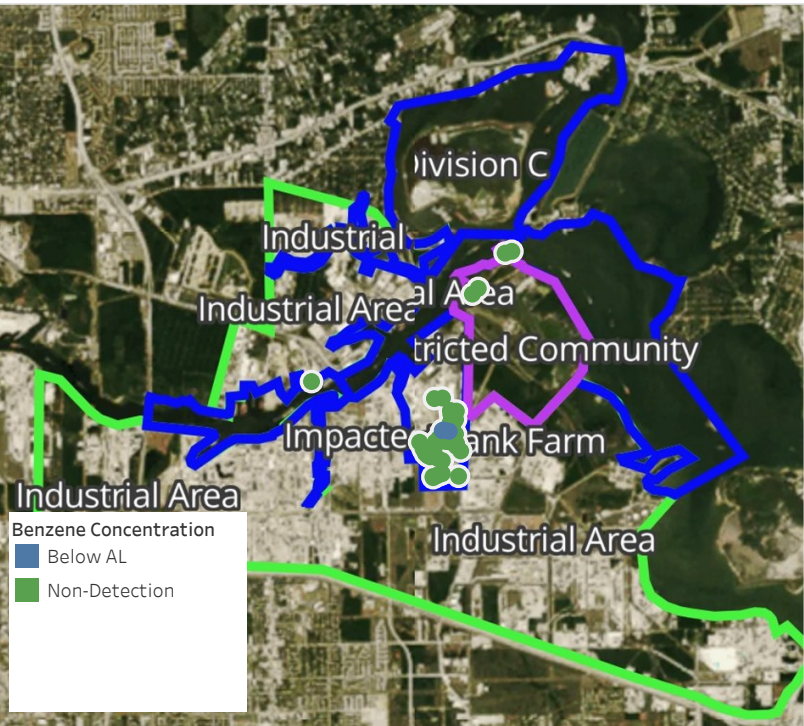 Division C
Industrial
al Area
Industrial Area
tricted Community
Impacte
ank Farm
Industrial Area
Industrial Area
Benzene Concentration
Below AL
Non-Detection